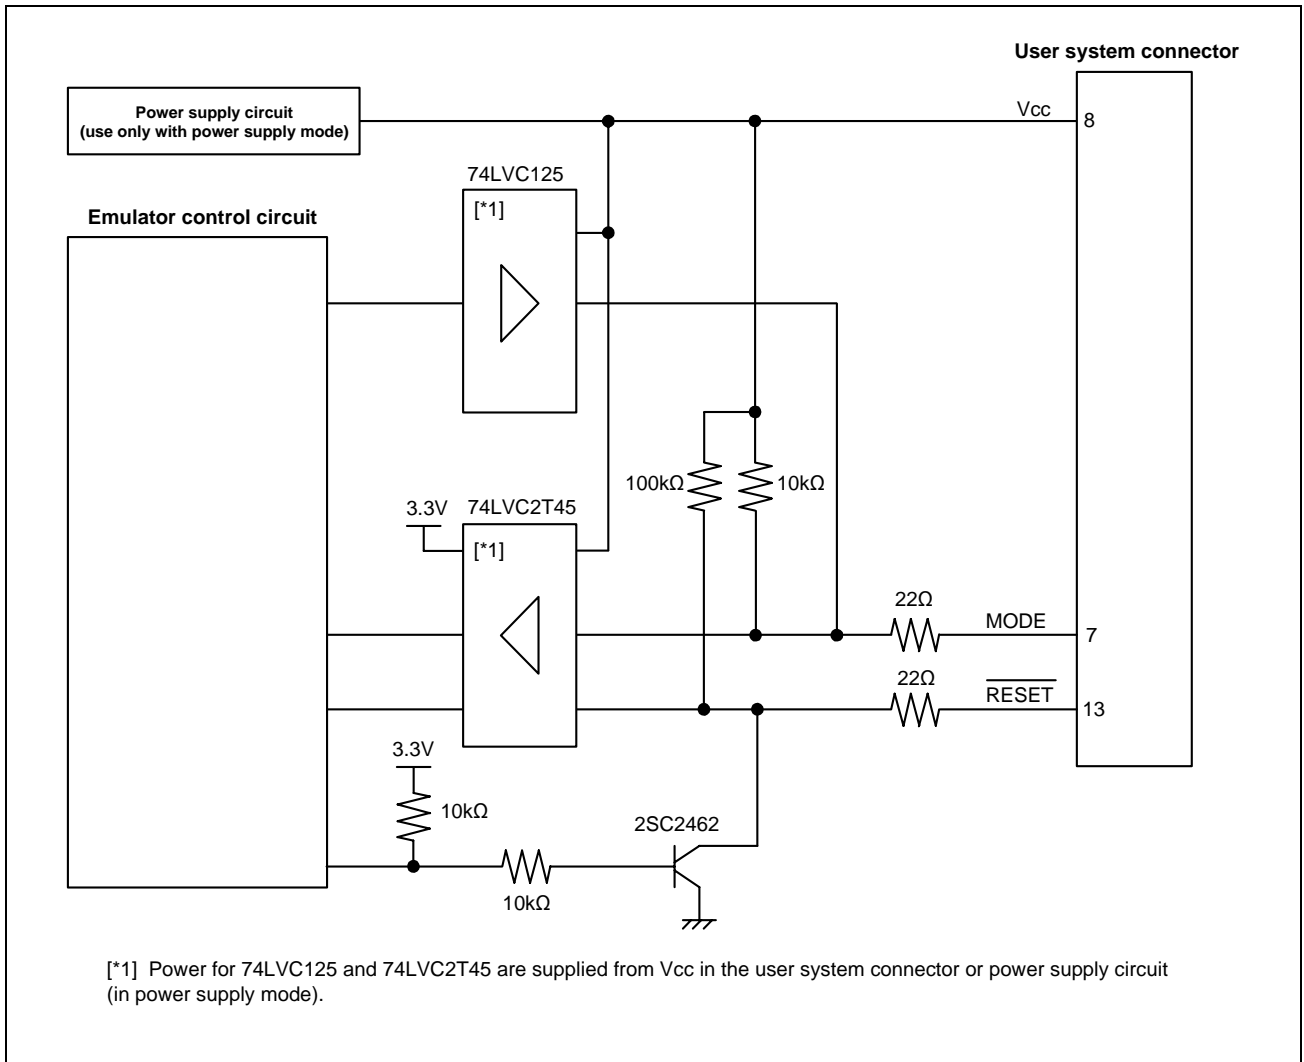 User system connector
Power supply circuit
(use only with power supply mode)
Vcc
8
74LVC125
[*1]
Emulator control circuit
100kΩ
10kΩ
3.3V
74LVC2T45
[*1]
22Ω
MODE
7
22Ω
RESET
13
3.3V
10kΩ
2SC2462
10kΩ
[*1] Power for 74LVC125 and 74LVC2T45 are supplied from Vcc in the user system connector or power supply circuit
(in power supply mode).